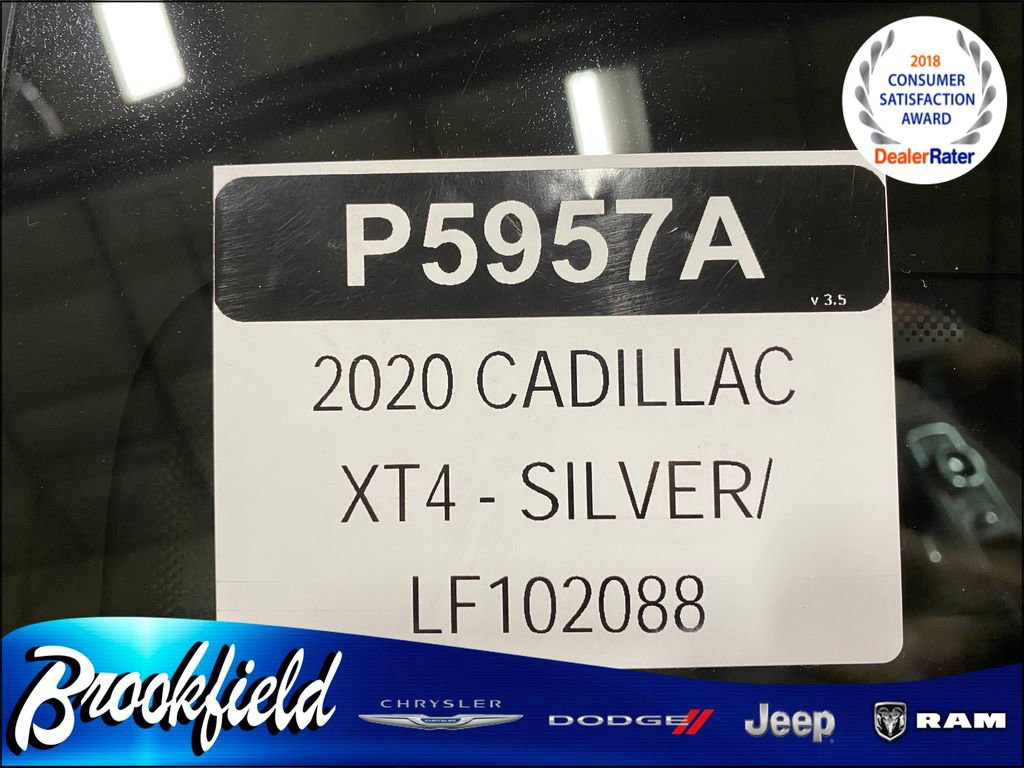 2018
CONSUMER
SATISFACTION
AWARD
DealerRater
P5957A
v 3.5
2020 CADILLAC
XT4 - SILVER/
LF102088
Brookfield
CHRYSLER
DODGE
Jeep
RAM